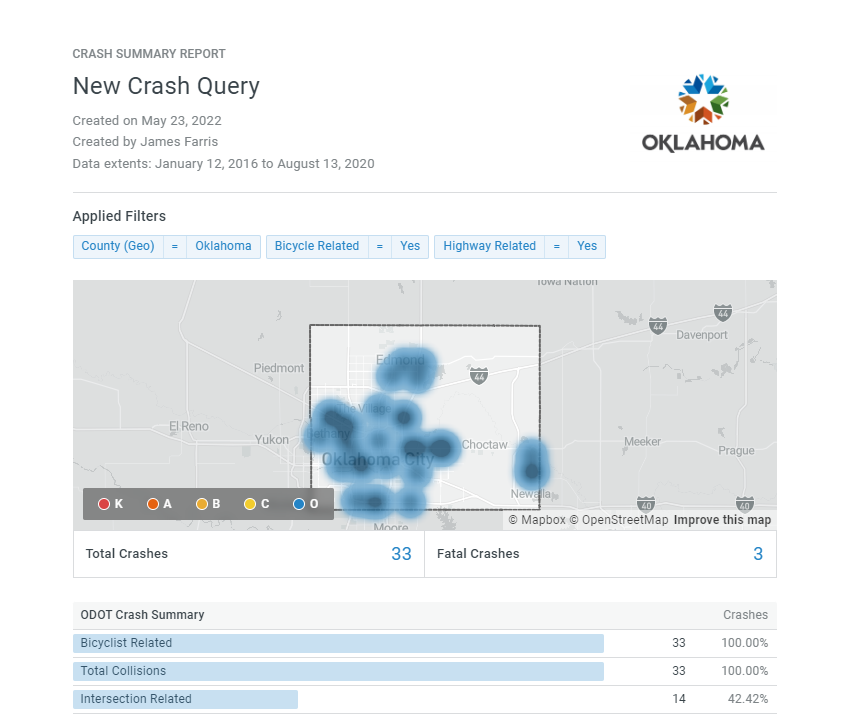 CRASH SUMMARY REPORT
New Crash Query
Created on May 23, 2022
Created by James Farris
Data extents: January 12, 2016 to August 13, 2020
OKLAHOMA
Applied Filters
County (Geo) = Oklahoma Bicycle Related = Yes Highway Related = Yes
Iowa Nation
44
44
Davenport
Edmond
Piedmont
44
The Village
El Reno
Yukon
Bethany
Choctaw
Meeker
Prague
Oklahoma City
Newalla
K A B C O
40
40
© Mapbox © OpenStreetMap Improve this map
Moore
Total Crashes 33 Fatal Crashes 3
ODOT Crash Summary Crashes
Bicyclist Related 33 100.00%
Total Collisions 33 100.00%
Intersection Related 14 42.42%